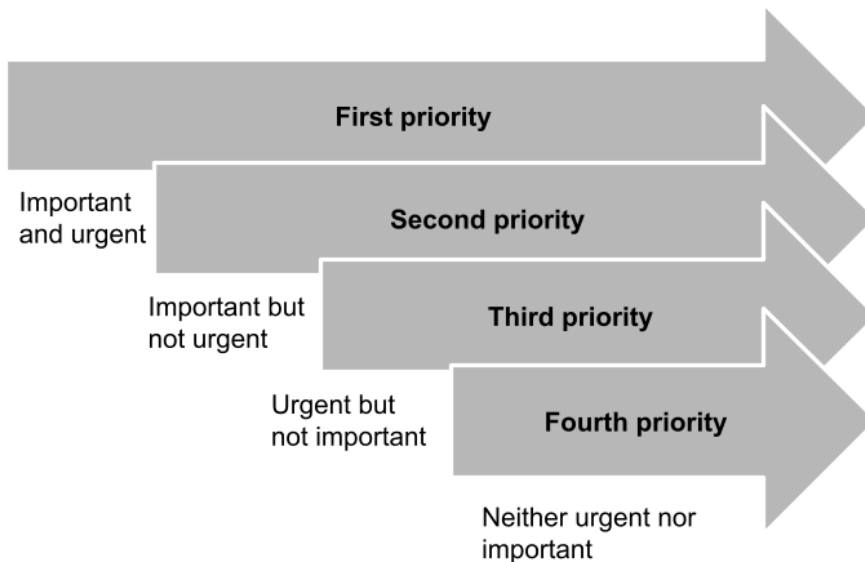 First priority
Important
and urgent
Second priority
Important but
not urgent
Third priority
Urgent but
not important
Fourth priority
Neither urgent nor
important